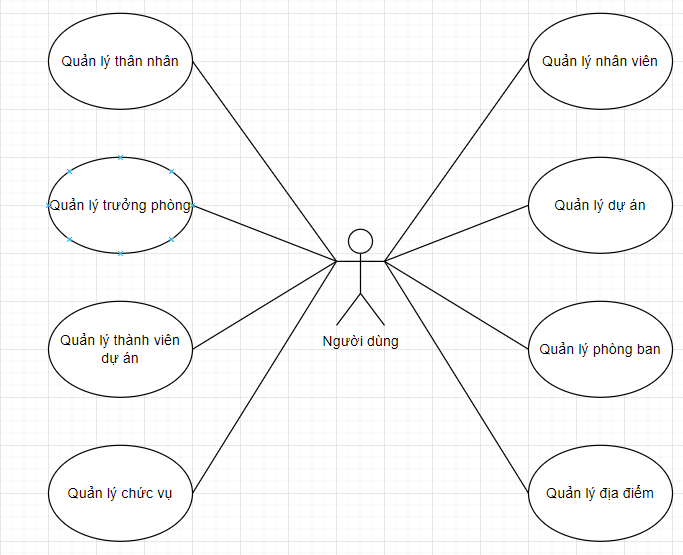 Quản lý thân nhân
Quản lý nhân viên
Quản lý trưởng phòng
Quản lý dự án
Người dùng
Quản lý thành viên
dự án
Quản lý phòng ban
Quản lý chức vụ
Quản lý địa điểm